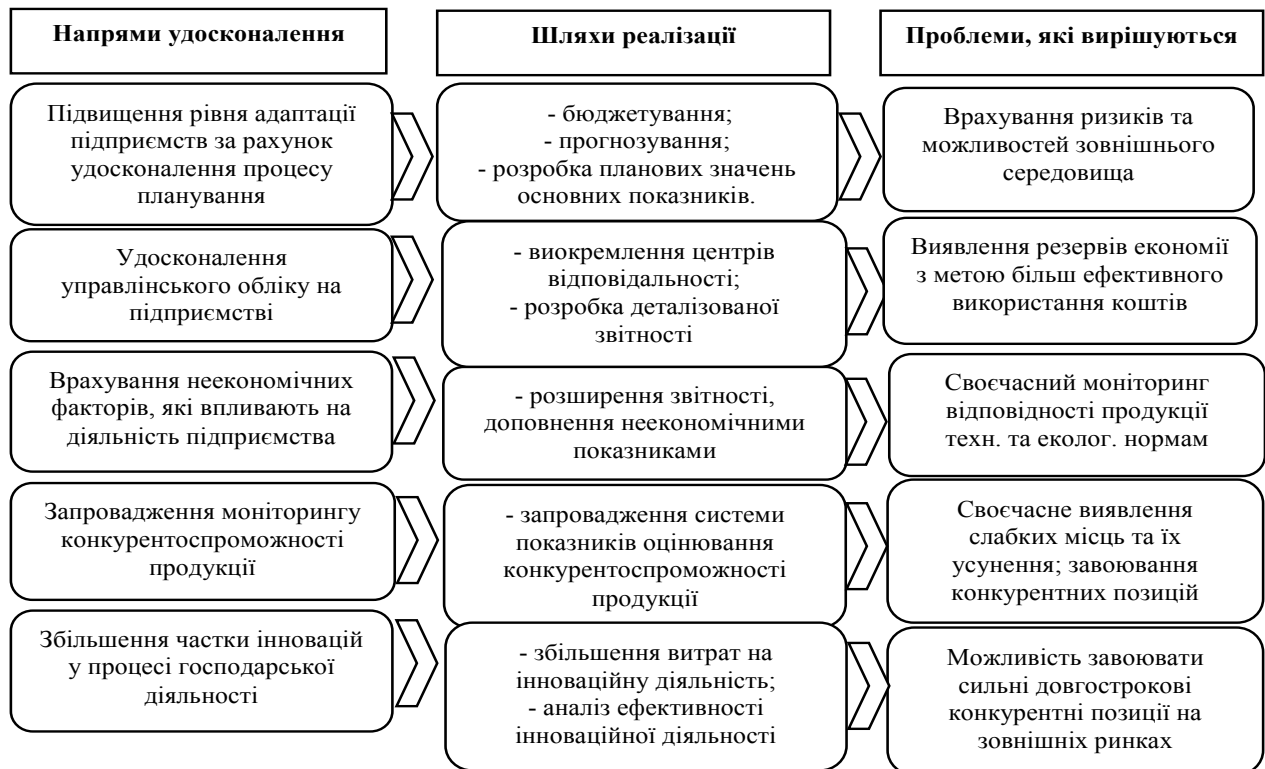 Напрями удосконалення
Шляхи реалізації
Проблеми, які вирішуються
Підвищення рівня адаптації
підприємств за рахунок
удосконалення процесу
планування
- бюджетування;
- прогнозування;
- розробка планових значень
основних показників.
Врахування ризиків та
можливостей зовнішнього
середовища
Удосконалення
управлінського обліку на
підприємстві
- виокремлення центрів
відповідальності;
- розробка деталізованої
звітності
Виявлення резервів економії
з метою більш ефективного
використання коштів
Врахування неекономічних
факторів, які впливають на
діяльність підприємства
- розширення звітності,
доповнення неекономічними
показниками
Своєчасний моніторинг
відповідності продукції
техн. та еколог. нормам
Запровадження моніторингу
конкурентоспроможності
продукції
- запровадження системи
показників оцінювання
конкурентоспроможності
продукції
Своєчасне виявлення
слабких місць та їх
усунення; завоювання
конкурентних позицій
Збільшення частки інновацій
у процесі господарської
діяльності
- збільшення витрат на
інноваційну діяльність;
- аналіз ефективності
інноваційної діяльності
Можливість завоювати
сильні довгострокові
конкурентні позиції на
зовнішніх ринках